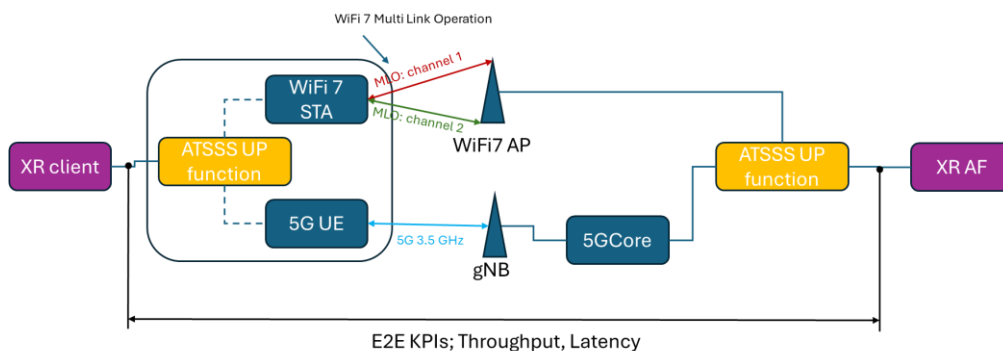 WiFi 7 Multi Link Operation
WiFi 7
STA
MLO: channel 1
MLO: channel 2
WiFi7 AP
XR client
ATSSS UP
function
ATSSS UP
function
XR AF
5G UE
5G 3.5 GHz
gNB
5GCore
E2E KPIs; Throughput, Latency